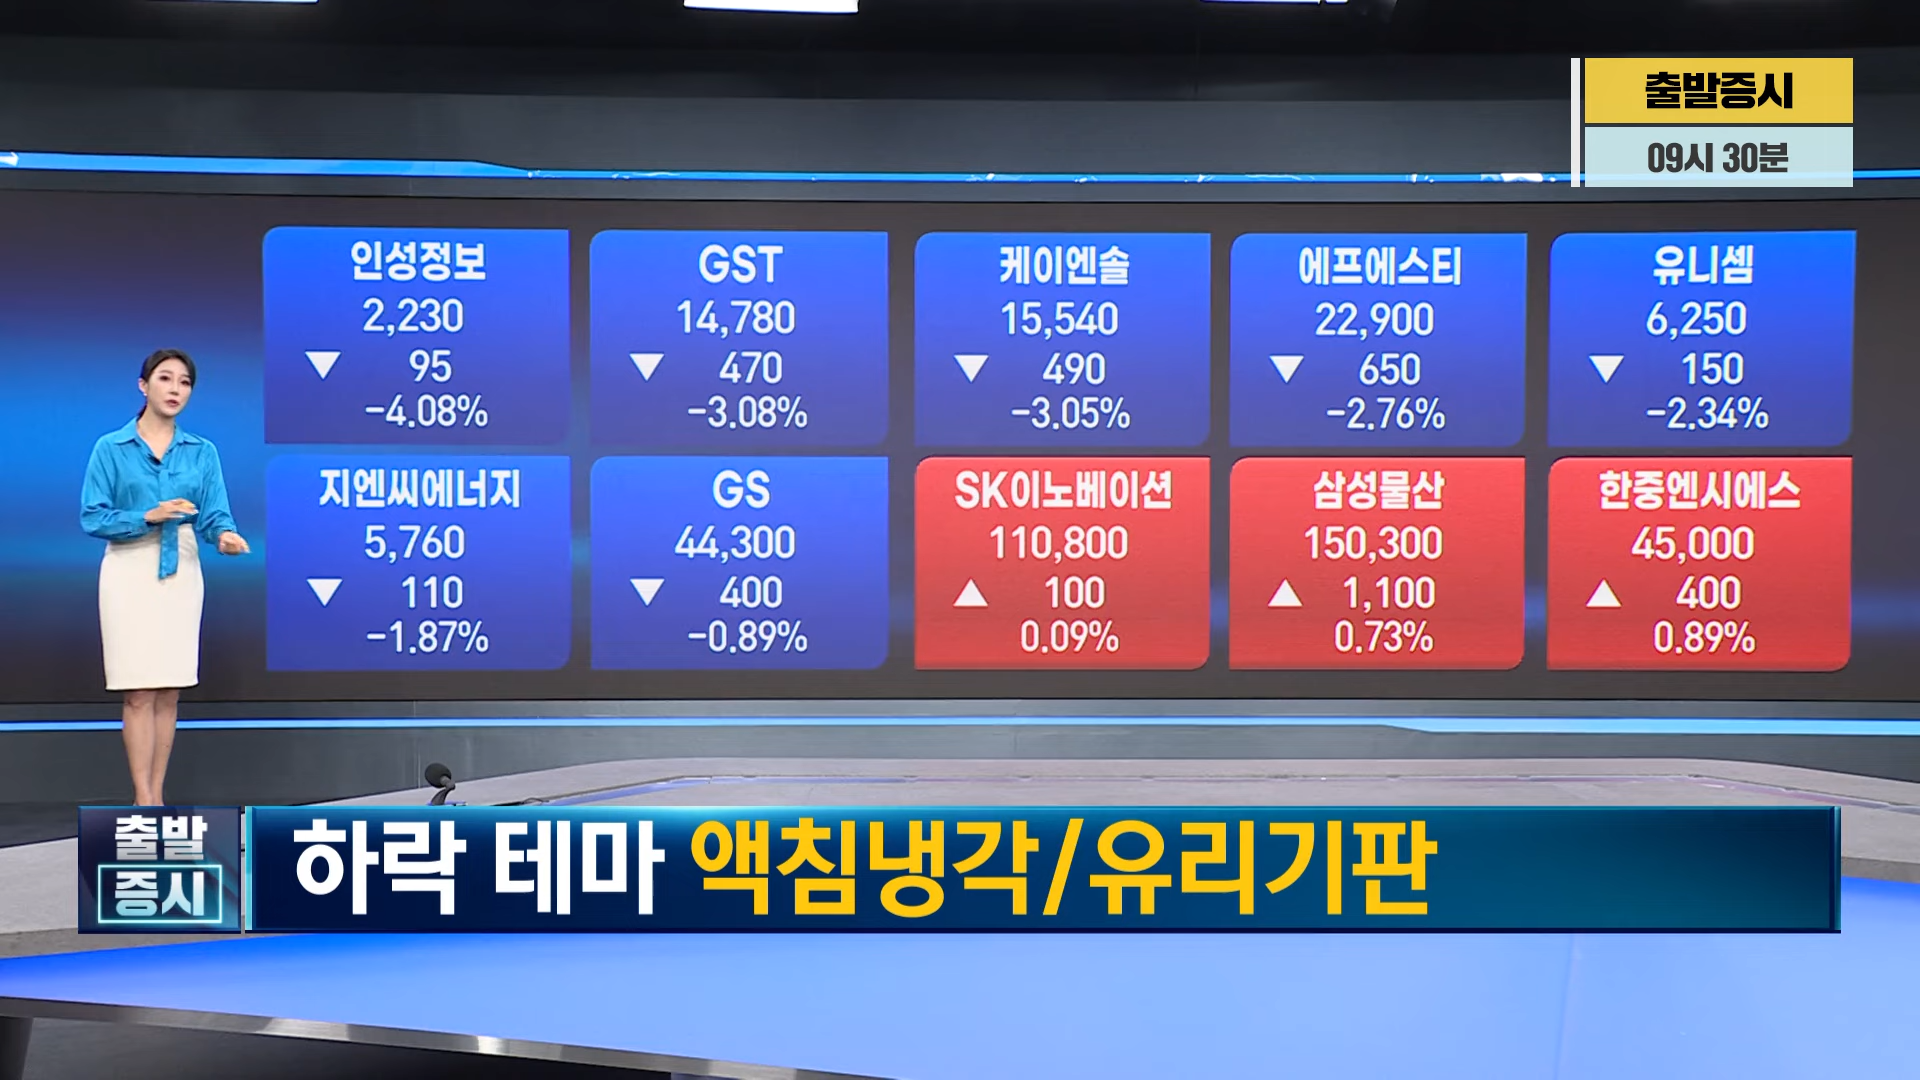 출발증시
09시 30분
인성정보
2,230
▼ 95
-4.08%
GST
14,780
▼ 470
-3.08%
케이엔솔
15,540
▼ 490
-3.05%
에프에스티
22,900
▼ 650
-2.76%
유니셈
6,250
▼ 150
-2.34%
지엔씨에너지
5,760
▼ 110
-1.87%
GS
44,300
▼ 400
-0.89%
SK이노베이션
110,800
▲ 100
0.09%
삼성물산
150,300
▲ 1,100
0.73%
한중엔시에스
45,000
▲ 400
0.89%
출발
증시
하락 테마 액침냉각/유리기판